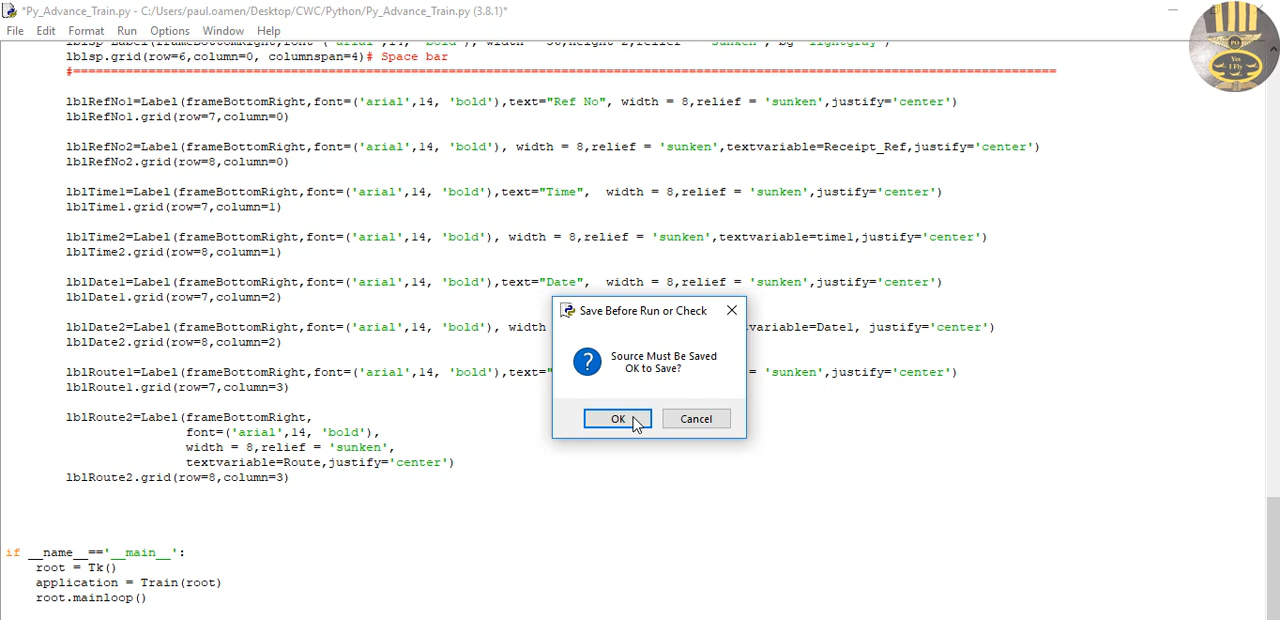 *Py_Advance_Train.py - C:/Users/paul.oamen/Desktop/CWC/Python/Py_Advance_Train.py (3.8.1)*
File Edit Format Run Options Window Help
lblsp.grid(row=6,column=0, columnspan=4)# Space bar
#====================================================================================================================================
lblRefNo1=Label(frameBottomRight,font=('arial',14, 'bold'),text="Ref No", width = 8,relief = 'sunken',justify='center')
lblRefNo1.grid(row=7,column=0)
lblRefNo2=Label(frameBottomRight,font=('arial',14, 'bold'), width = 8,relief = 'sunken',textvariable=Receipt_Ref,justify='center')
lblRefNo2.grid(row=8,column=0)
lblTime1=Label(frameBottomRight,font=('arial',14, 'bold'),text="Time",  width = 8,relief = 'sunken',justify='center')
lblTime1.grid(row=7,column=1)
lblTime2=Label(frameBottomRight,font=('arial',14, 'bold'), width = 8,relief = 'sunken',textvariable=time1,justify='center')
lblTime2.grid(row=8,column=1)
lblDate1=Label(frameBottomRight,font=('arial',14, 'bold'),text="Date",  width = 8,relief = 'sunken',justify='center')
lblDate1.grid(row=7,column=2)
lblDate2=Label(frameBottomRight,font=('arial',14, 'bold'), width variable=Date1, justify='center')
lblDate2.grid(row=8,column=2)
lblRoute1=Label(frameBottomRight,font=('arial',14, 'bold'),text=" = 'sunken',justify='center')
lblRoute1.grid(row=7,column=3)
lblRoute2=Label(frameBottomRight,
font=('arial',14, 'bold'),
width = 8,relief = 'sunken',
textvariable=Route,justify='center')
lblRoute2.grid(row=8,column=3)
Save Before Run or Check
Source Must Be Saved
OK to Save?
OK Cancel
if __name__=='__main__':
root = Tk()
application = Train(root)
root.mainloop()
PO
Yes
I Fly